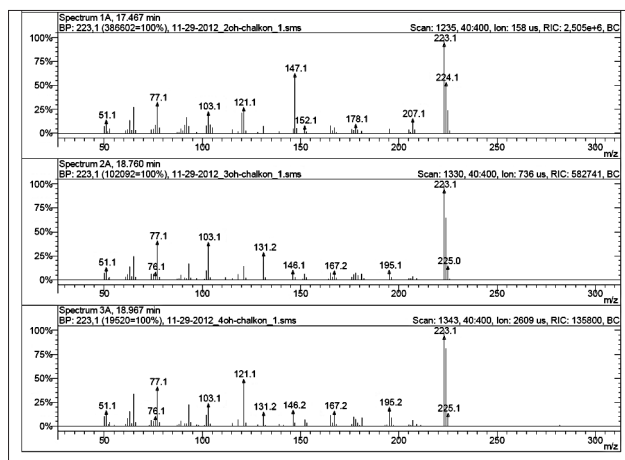 Spectrum 1A, 17.467 min
BP: 223,1 (386602=100%), 11-29-2012_2oh-chalkon_1.sms Scan: 1235, 40:400, Ion: 158 us, RIC: 2,505e+6, BC
100%
75%
50%
25%
0%
51.1 77.1 103.1 121.1 147.1 152.1 178.1 207.1 223.1 224.1
50 100 150 200 250 300
m/z
Spectrum 2A, 18.760 min
BP: 223,1 (102092=100%), 11-29-2012_3oh-chalkon_1.sms Scan: 1330, 40:400, Ion: 736 us, RIC: 582741, BC
100%
75%
50%
25%
0%
51.1 76.1 77.1 103.1 131.2 146.1 167.2 195.1 223.1 225.0
50 100 150 200 250 300
m/z
Spectrum 3A, 18.967 min
BP: 223,1 (19520=100%), 11-29-2012_4oh-chalkon_1.sms Scan: 1343, 40:400, Ion: 2609 us, RIC: 135800, BC
100%
75%
50%
25%
0%
51.1 76.1 77.1 103.1 121.1 131.2 146.2 167.2 195.2 223.1 225.1
50 100 150 200 250 300
m/z